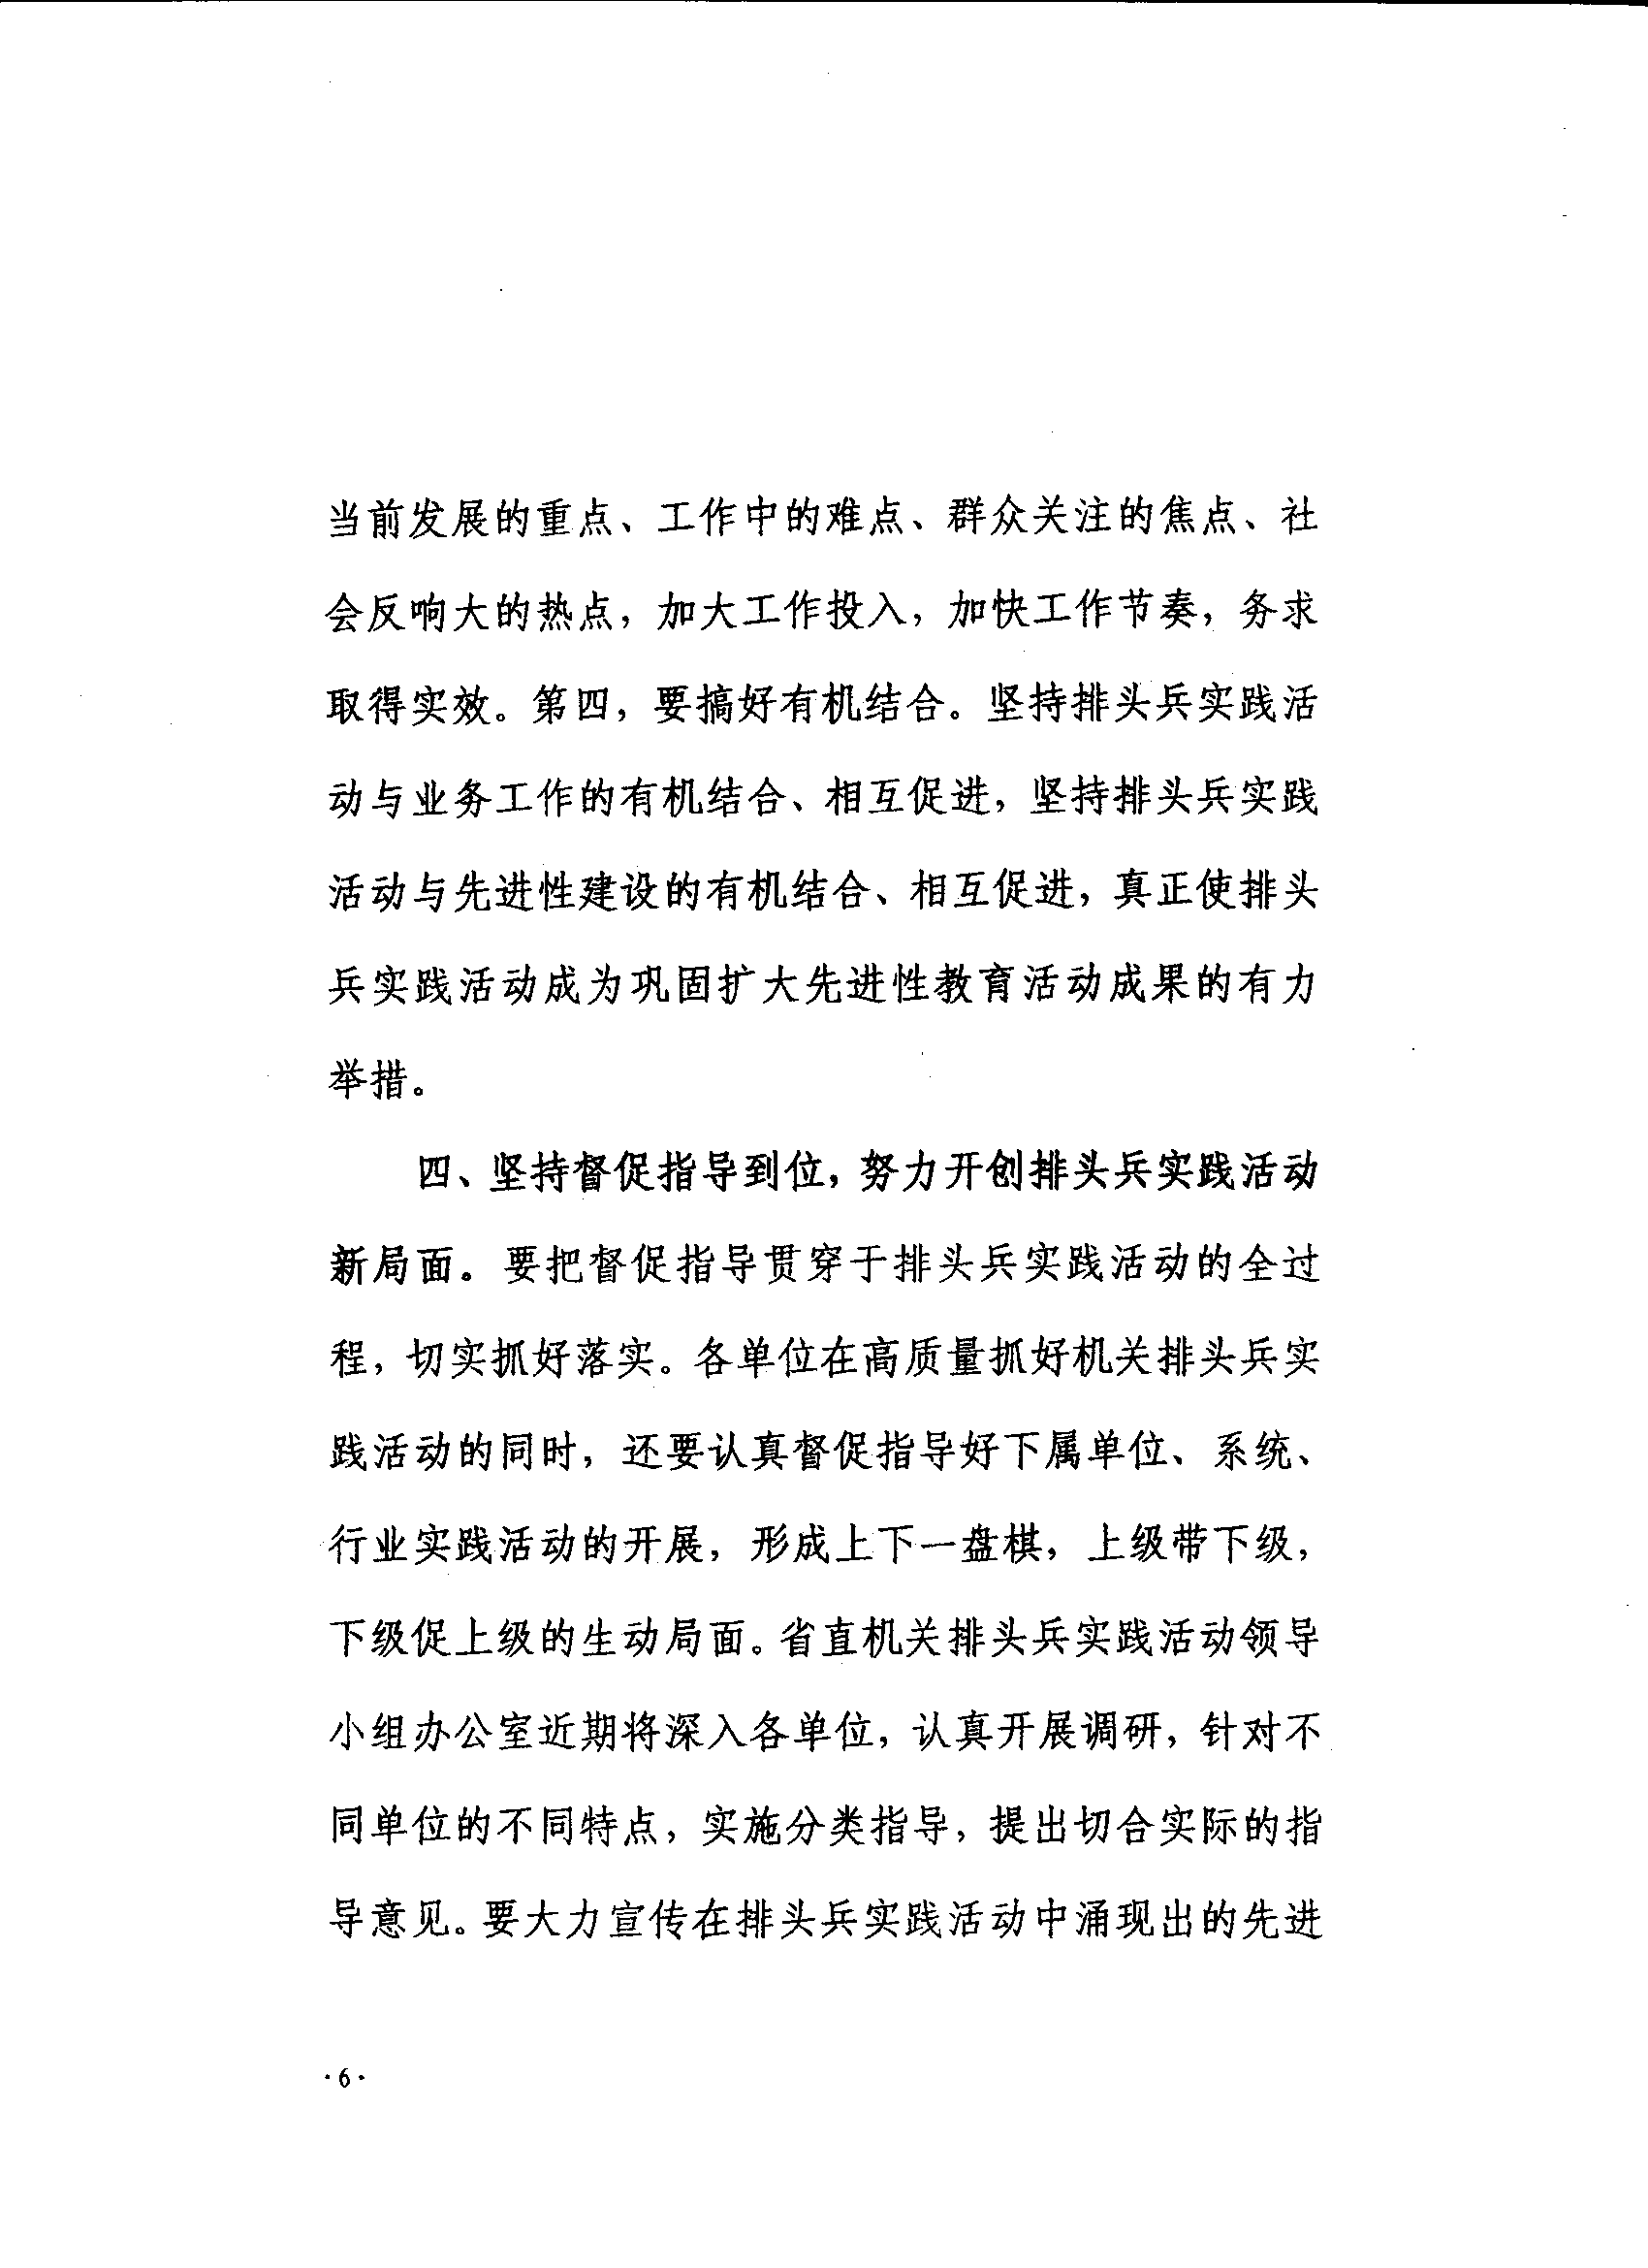 当前发展的重点、工作中的难点、群众关注的焦点、社
会反响大的热点，加大工作投入，加快工作节奏，务求
取得实效。第四，要搞好有机结合。坚持排头兵实践活
动与业务工作的有机结合、相互促进，坚持排头兵实践
活动与先进性建设的有机结合、相互促进，真正使排头
兵实践活动成为巩固扩大先进性教育活动成果的有力
举措。
四、坚持督促指导到位，努力开创排头兵实践活动
新局面。要把督促指导贯穿于排头兵实践活动的全过
程，切实抓好落实。各单位在高质量抓好机关排头兵实
践活动的同时，还要认真督促指导好下属单位、系统、
行业实践活动的开展，形成上下一盘棋，上级带下级，
下级促上级的生动局面。省直机关排头兵实践活动领导
小组办公室近期将深入各单位，认真开展调研，针对不
同单位的不同特点，实施分类指导，提出切合实际的指
导意见。要大力宣传在排头兵实践活动中涌现出的先进
·6·